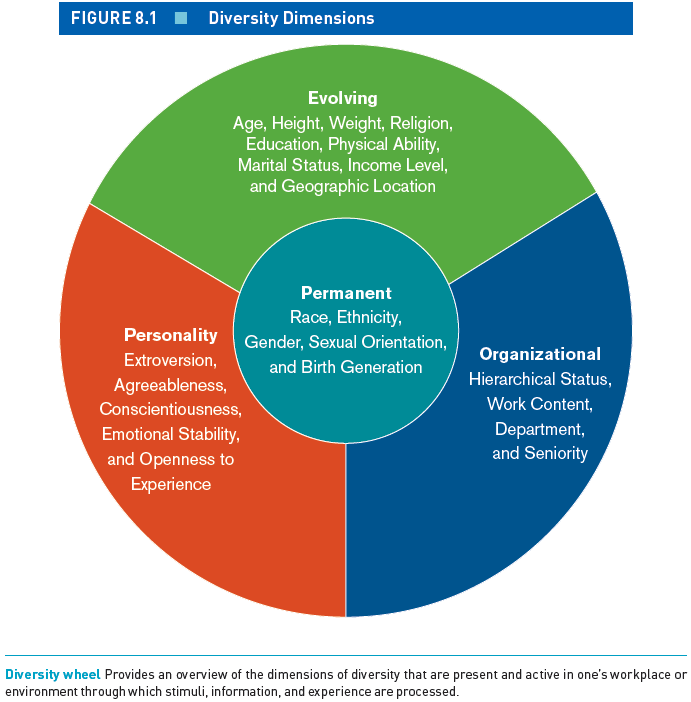 FIGURE 8.1 ■ Diversity Dimensions
Evolving
Age, Height, Weight, Religion,
Education, Physical Ability,
Marital Status, Income Level,
and Geographic Location
Permanent
Race, Ethnicity,
Gender, Sexual Orientation,
and Birth Generation
Personality
Extroversion,
Agreeableness,
Conscientiousness,
Emotional Stability,
and Openness to
Experience
Organizational
Hierarchical Status,
Work Content,
Department,
and Seniority
Diversity wheel Provides an overview of the dimensions of diversity that are present and active in one’s workplace or
environment through which stimuli, information, and experience are processed.